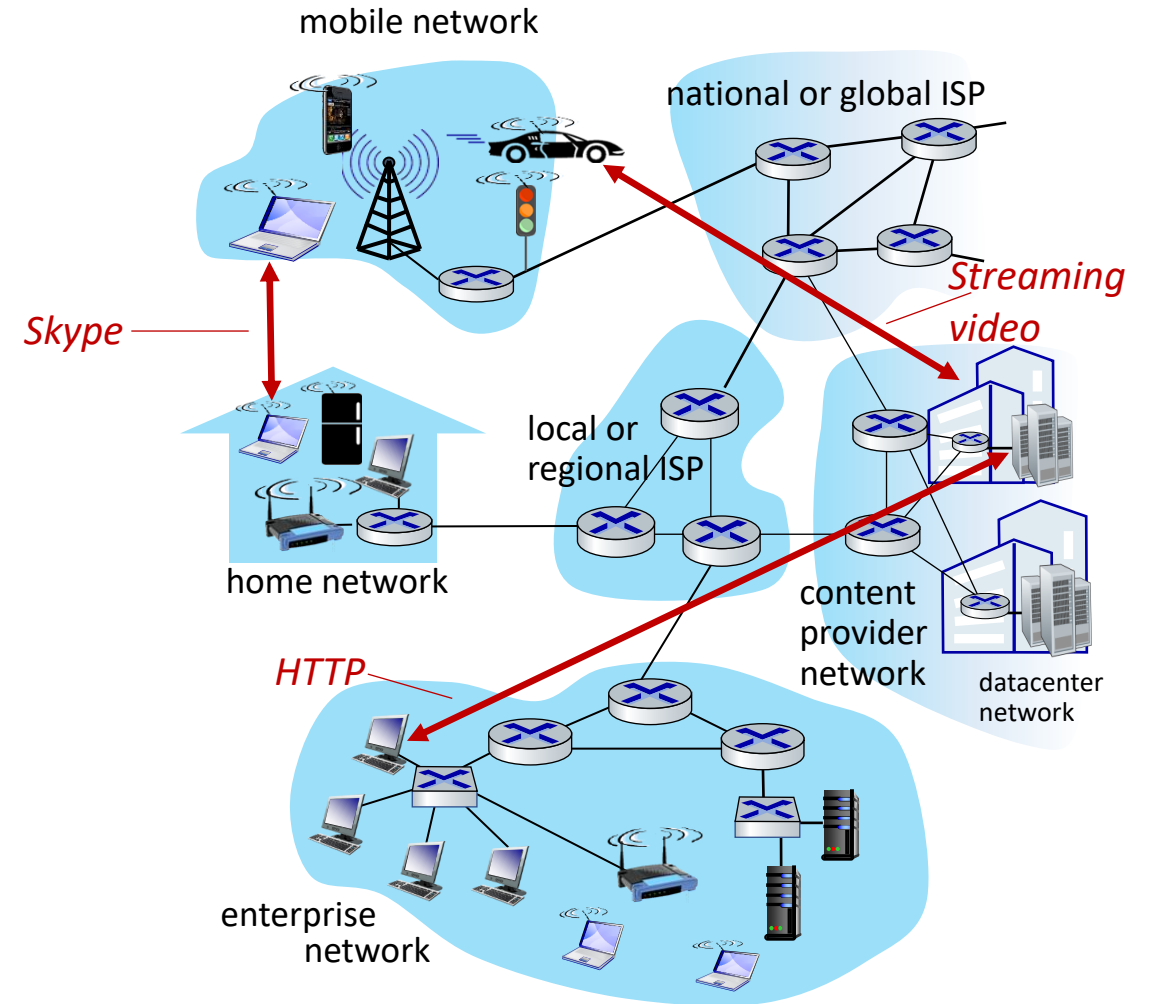 mobile network
national or global ISP
Streaming
video
Skype
local or
regional ISP
home network
content
provider
network
datacenter
network
HTTP
enterprise
network